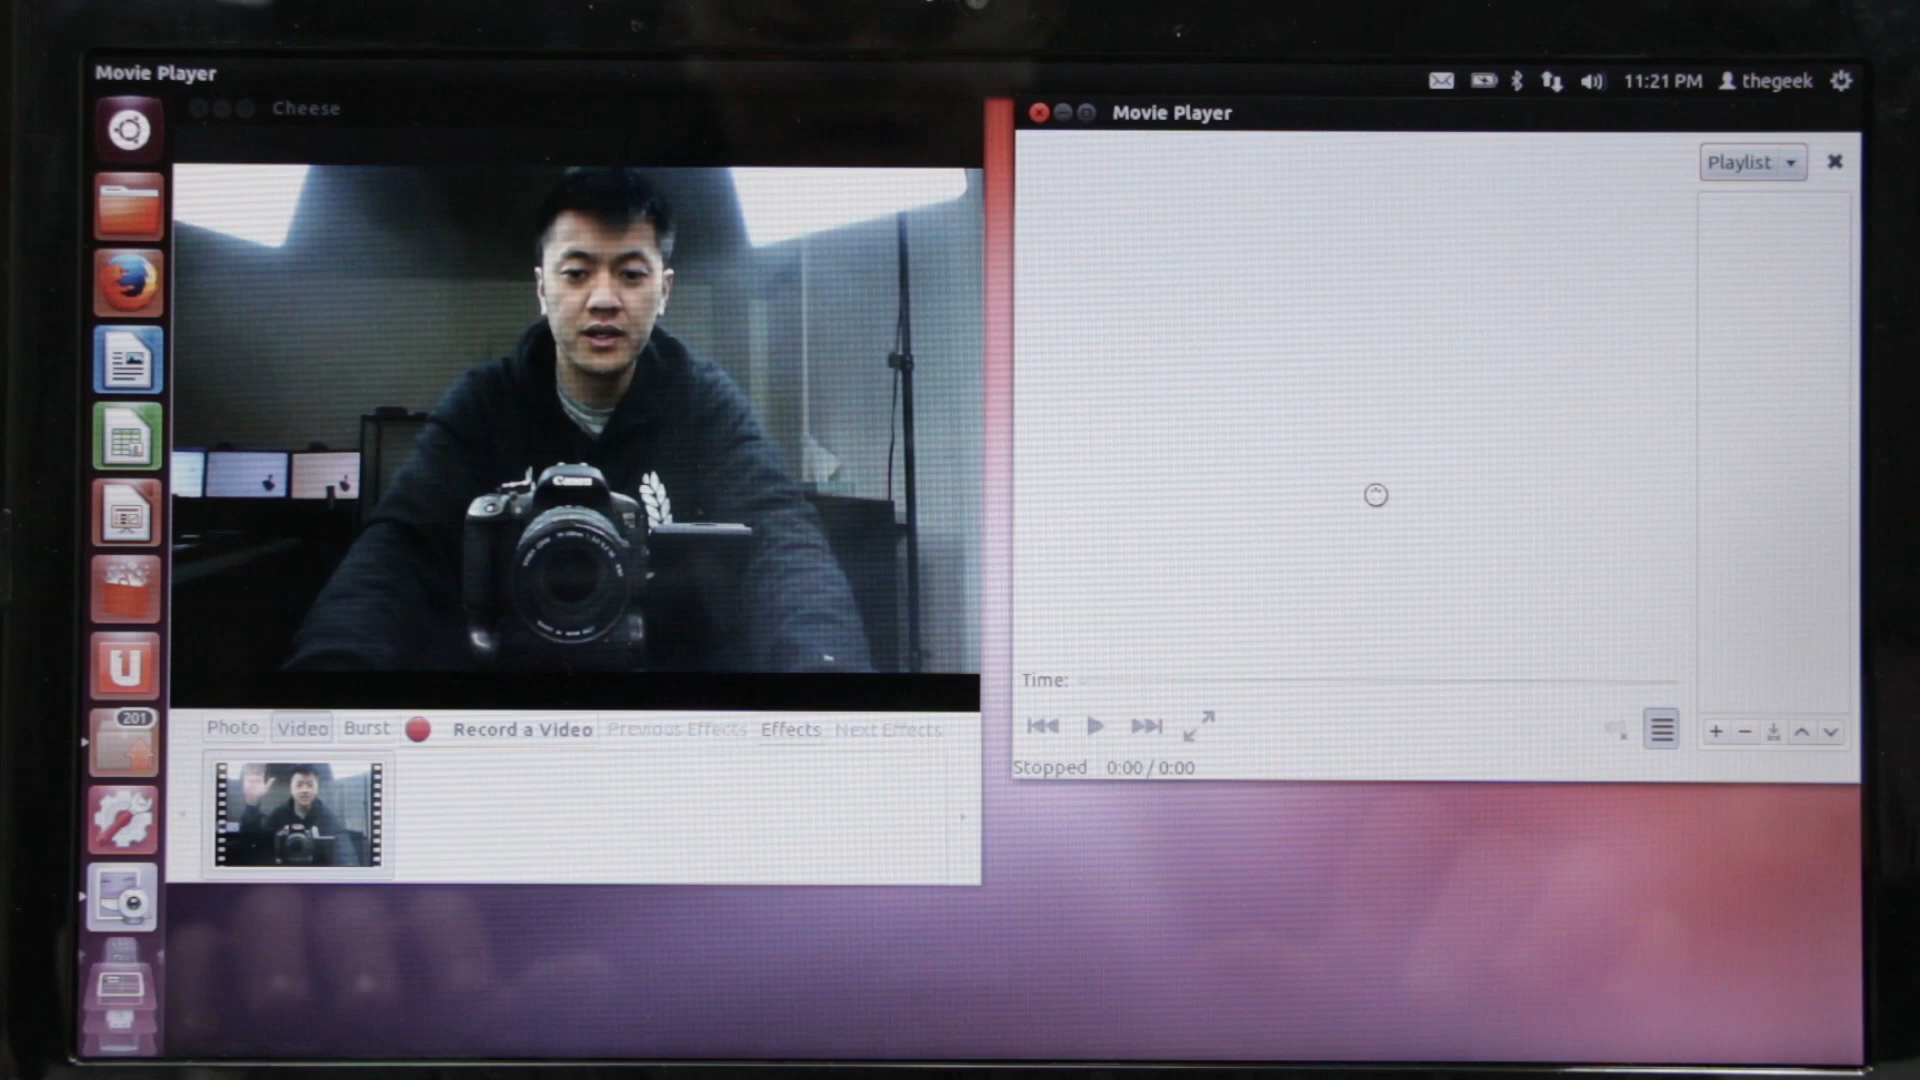 Movie Player
11:21 PM thegeek
Cheese
Movie Player
Playlist
Canon
201
Time:
Photo Video Burst Record a Video Previous Effects Effects Next Effects
Stopped 0:00 / 0:00